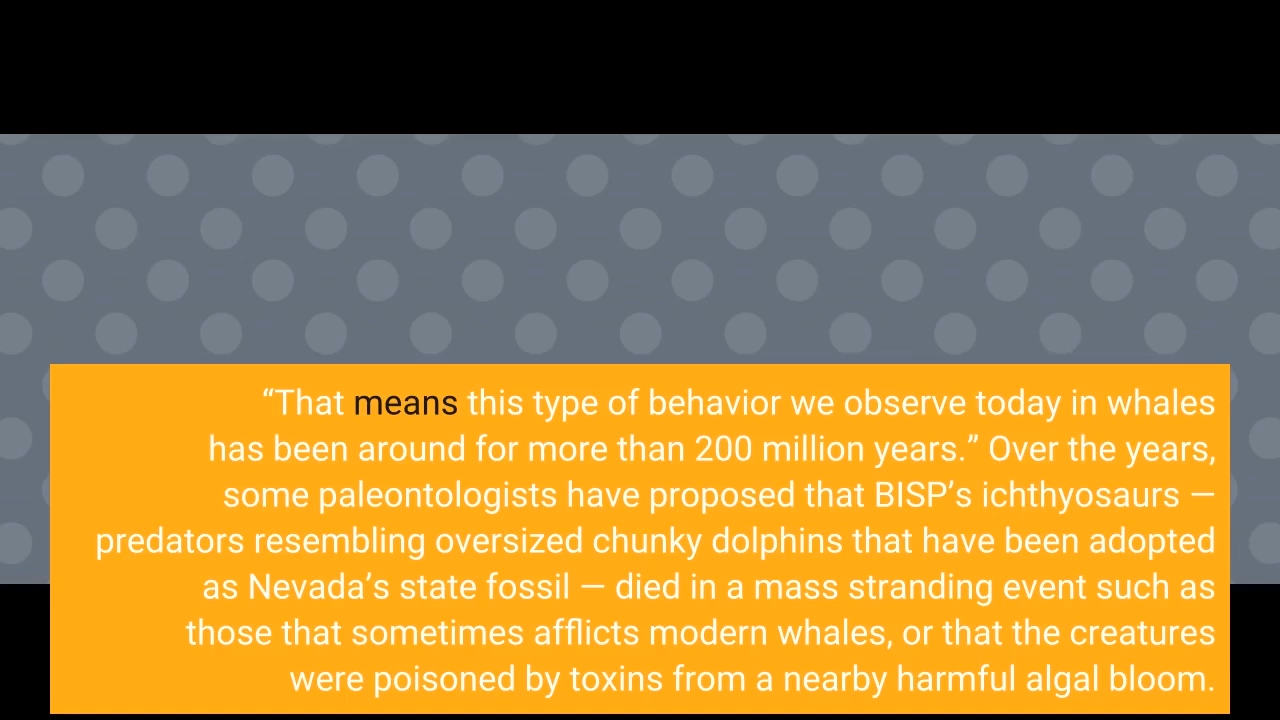 “That means this type of behavior we observe today in whales
has been around for more than 200 million years.” Over the years,
some paleontologists have proposed that BISP’s ichthyosaurs —
predators resembling oversized chunky dolphins that have been adopted
as Nevada’s state fossil — died in a mass stranding event such as
those that sometimes afflicts modern whales, or that the creatures
were poisoned by toxins from a nearby harmful algal bloom.